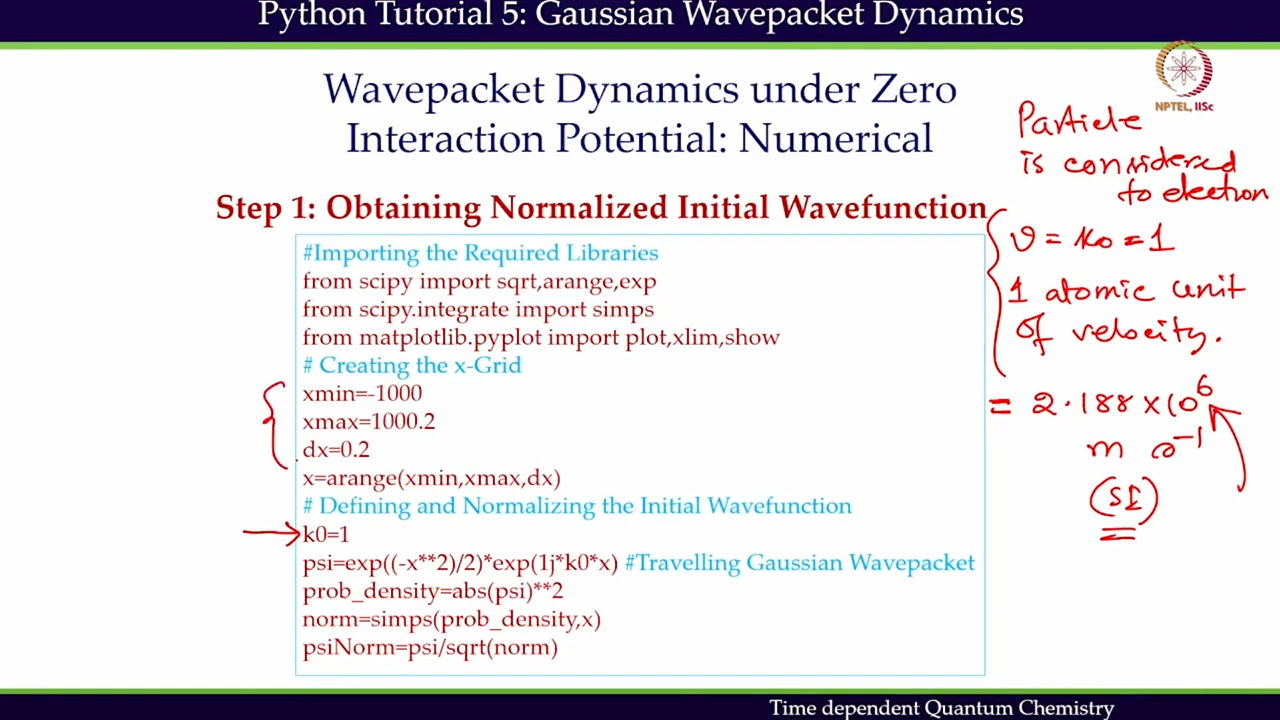 Python Tutorial 5: Gaussian Wavepacket Dynamics
NPTEL, IISc
Wavepacket Dynamics under Zero
Interaction Potential: Numerical
Step 1: Obtaining Normalized Initial Wavefunction
#Importing the Required Libraries
from scipy import sqrt,arange,exp
from scipy.integrate import simps
from matplotlib.pyplot import plot,xlim,show
# Creating the x-Grid
xmin=-1000
xmax=1000.2
dx=0.2
x=arange(xmin,xmax,dx)
# Defining and Normalizing the Initial Wavefunction
k0=1
psi=exp((-x**2)/2)*exp(1j*k0*x) #Travelling Gaussian Wavepacket
prob_density=abs(psi)**2
norm=simps(prob_density,x)
psiNorm=psi/sqrt(norm)
Particle
is considered
to electron
v = k0 = 1
1 atomic unit
of velocity.
= 2.188 x 10^6
m s^-1
(SI)
Time dependent Quantum Chemistry